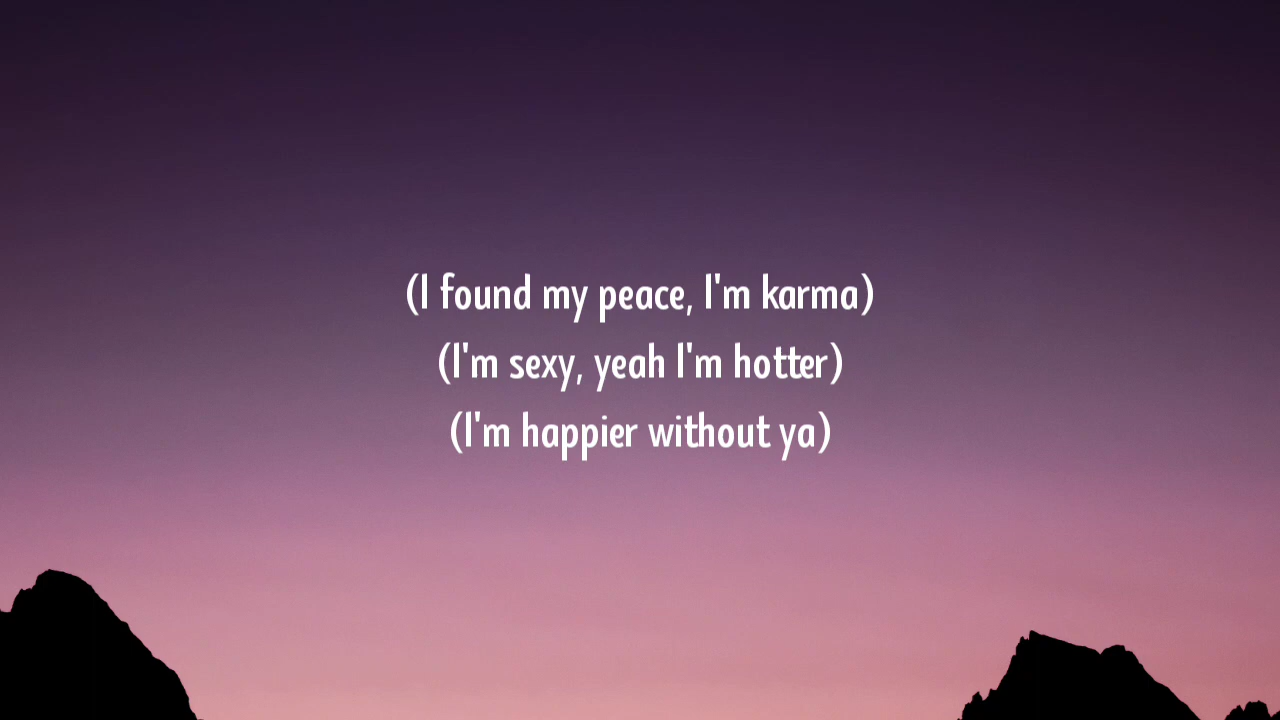 (I found my peace, I'm karma)
(I'm sexy, yeah I'm hotter)
(I'm happier without ya)